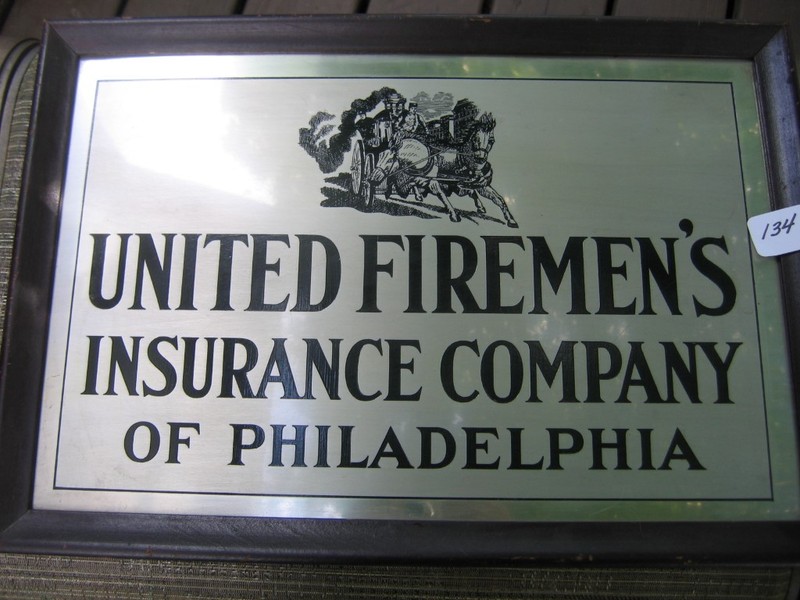 134
UNITED FIREMEN'S
INSURANCE COMPANY
OF PHILADELPHIA